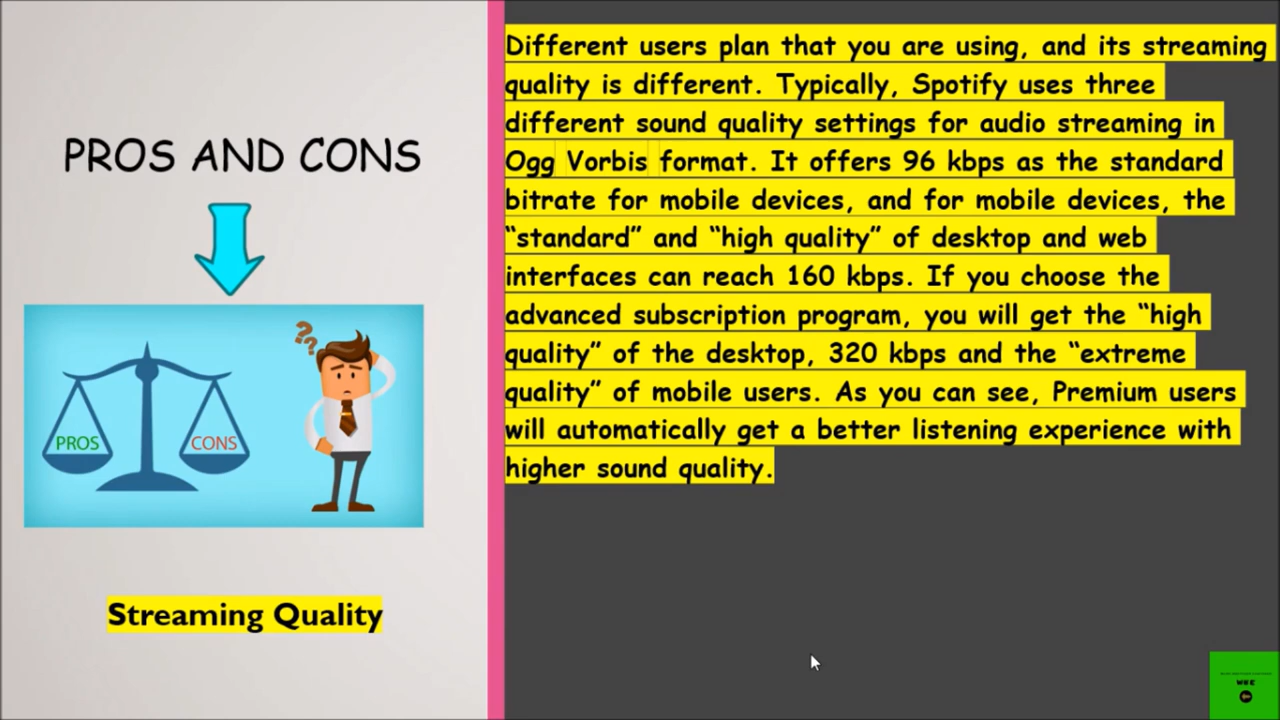 PROS AND CONS
??
PROS
CONS
Streaming Quality
Different users plan that you are using, and its streaming
quality is different. Typically, Spotify uses three
different sound quality settings for audio streaming in
Ogg Vorbis format. It offers 96 kbps as the standard
bitrate for mobile devices, and for mobile devices, the
“standard” and “high quality” of desktop and web
interfaces can reach 160 kbps. If you choose the
advanced subscription program, you will get the “high
quality” of the desktop, 320 kbps and the “extreme
quality” of mobile users. As you can see, Premium users
will automatically get a better listening experience with
higher sound quality.